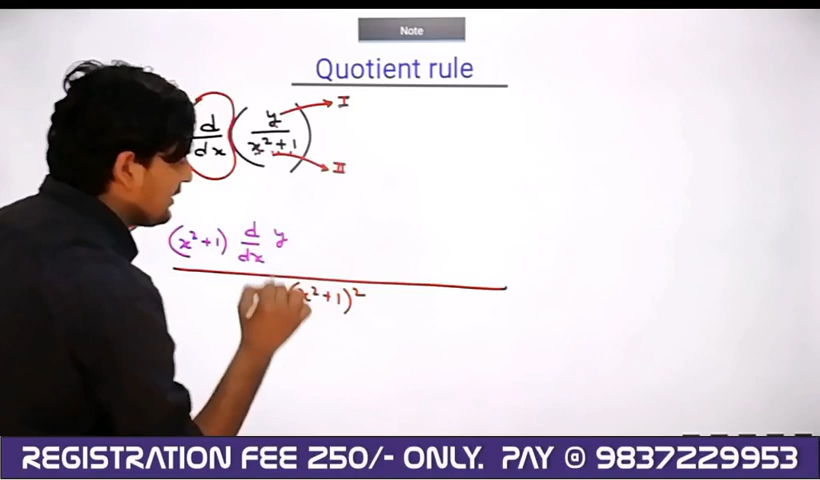 Note
Quotient rule
d/dx (y/x²+1) I
II
(x²+1) d/dx y
(x²+1)²
REGISTRATION FEE 250/- ONLY. PAY @ 9837229953